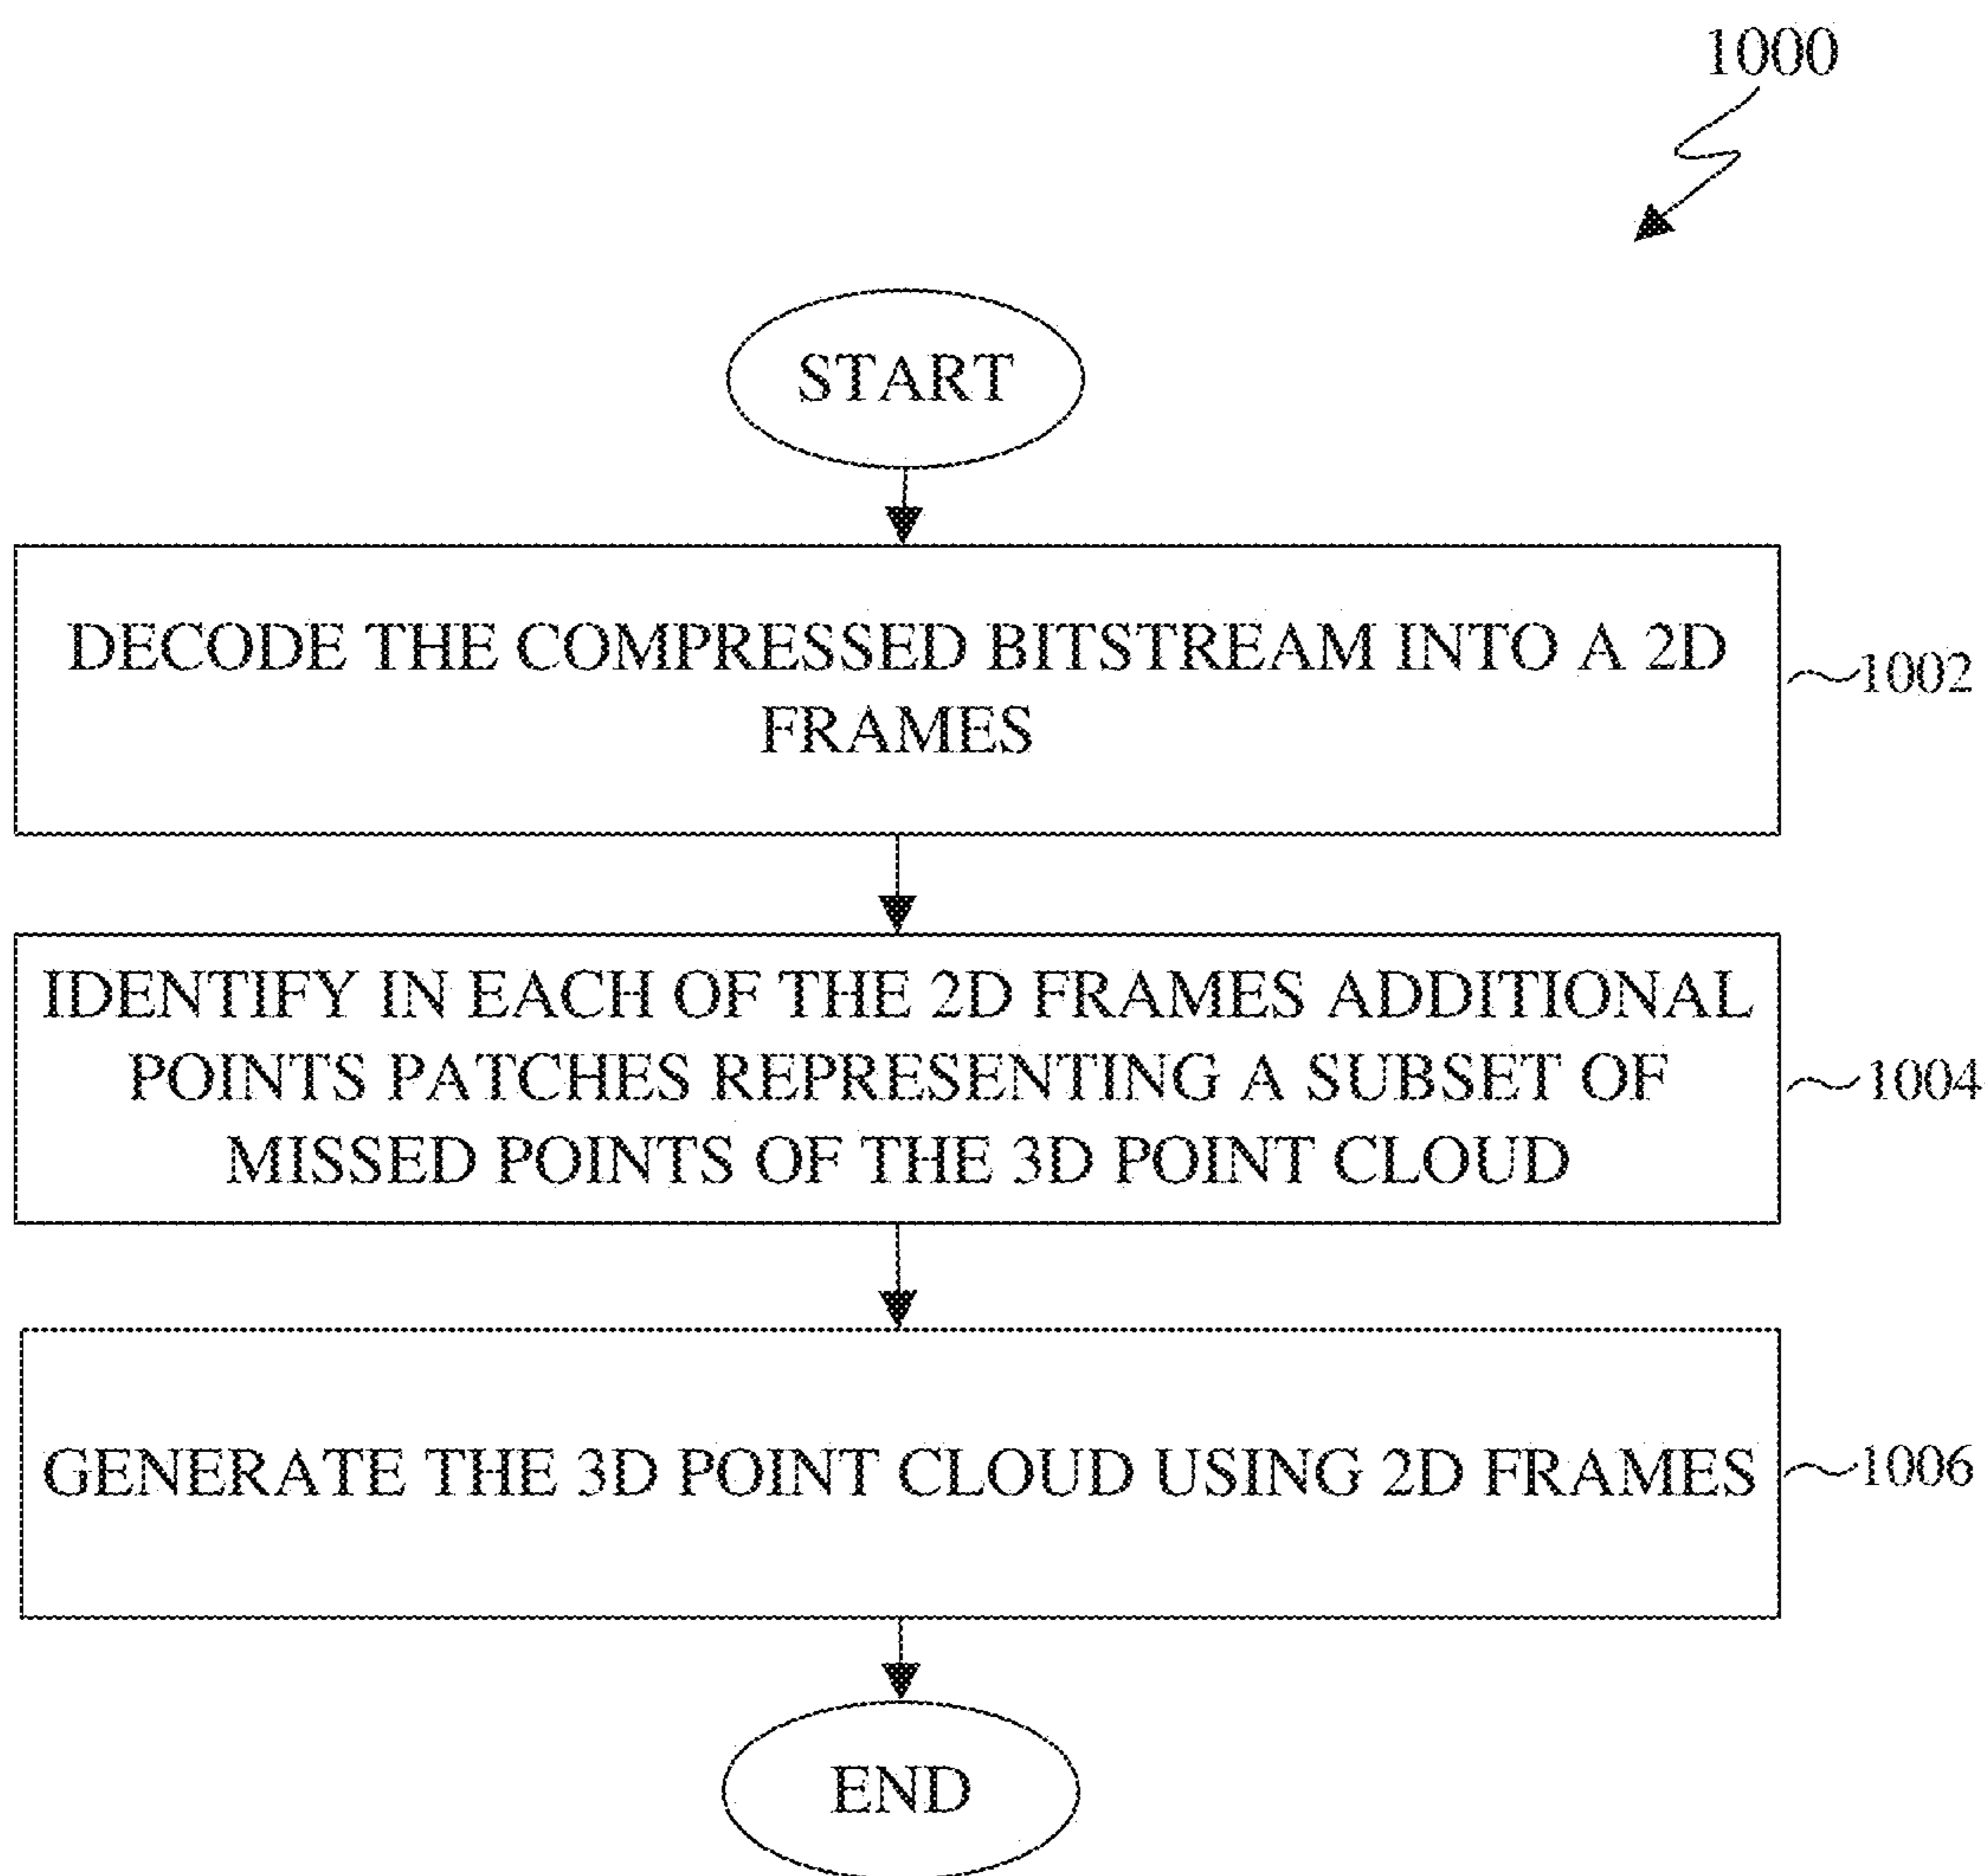 1000
START
DECODE THE COMPRESSED BITSTREAM INTO A 2D
FRAMES
1002
IDENTIFY IN EACH OF THE 2D FRAMES ADDITIONAL
POINTS PATCHES REPRESENTING A SUBSET OF
MISSED POINTS OF THE 3D POINT CLOUD
1004
GENERATE THE 3D POINT CLOUD USING 2D FRAMES
1006
END